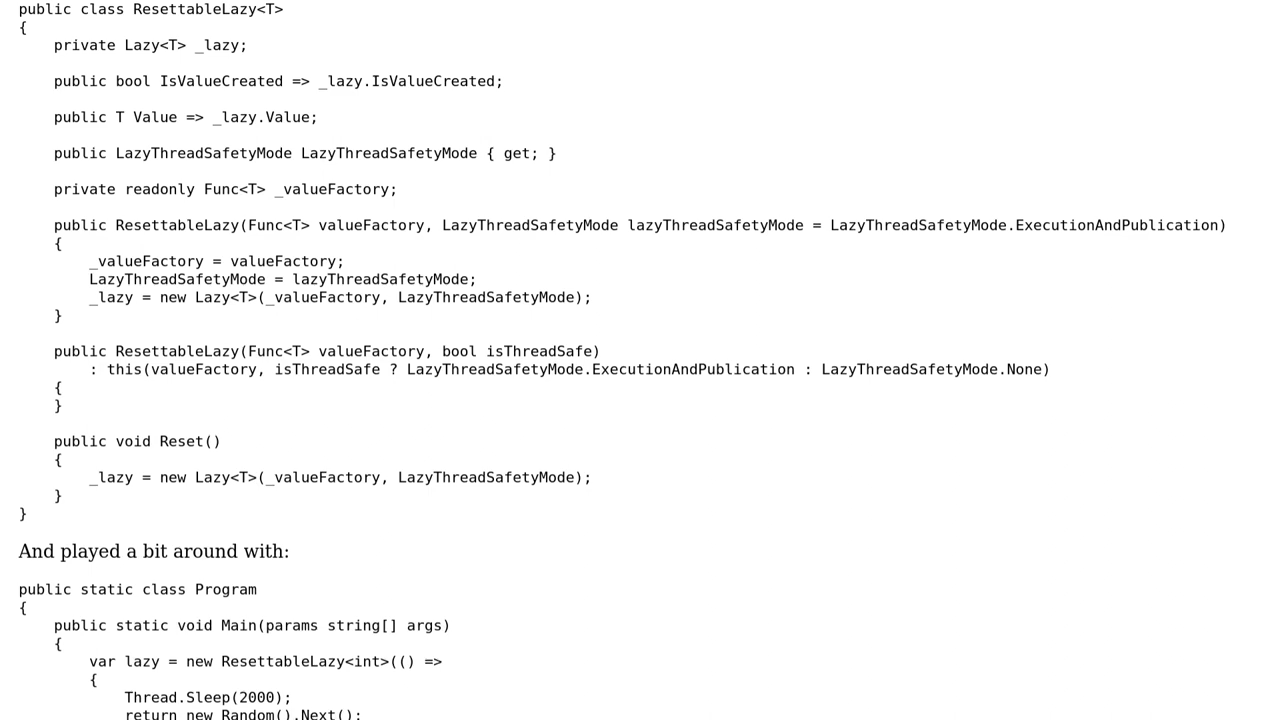 public class ResettableLazy<T>
{
    private Lazy<T> _lazy;

    public bool IsValueCreated => _lazy.IsValueCreated;

    public T Value => _lazy.Value;

    public LazyThreadSafetyMode LazyThreadSafetyMode { get; }

    private readonly Func<T> _valueFactory;

    public ResettableLazy(Func<T> valueFactory, LazyThreadSafetyMode lazyThreadSafetyMode = LazyThreadSafetyMode.ExecutionAndPublication)
    {
        _valueFactory = valueFactory;
        LazyThreadSafetyMode = lazyThreadSafetyMode;
        _lazy = new Lazy<T>(_valueFactory, LazyThreadSafetyMode);
    }

    public ResettableLazy(Func<T> valueFactory, bool isThreadSafe)
        : this(valueFactory, isThreadSafe ? LazyThreadSafetyMode.ExecutionAndPublication : LazyThreadSafetyMode.None)
    {
    }

    public void Reset()
    {
        _lazy = new Lazy<T>(_valueFactory, LazyThreadSafetyMode);
    }
}
And played a bit around with:
public static class Program
{
    public static void Main(params string[] args)
    {
        var lazy = new ResettableLazy<int>(() =>
        {
            Thread.Sleep(2000);
            return new Random().Next();